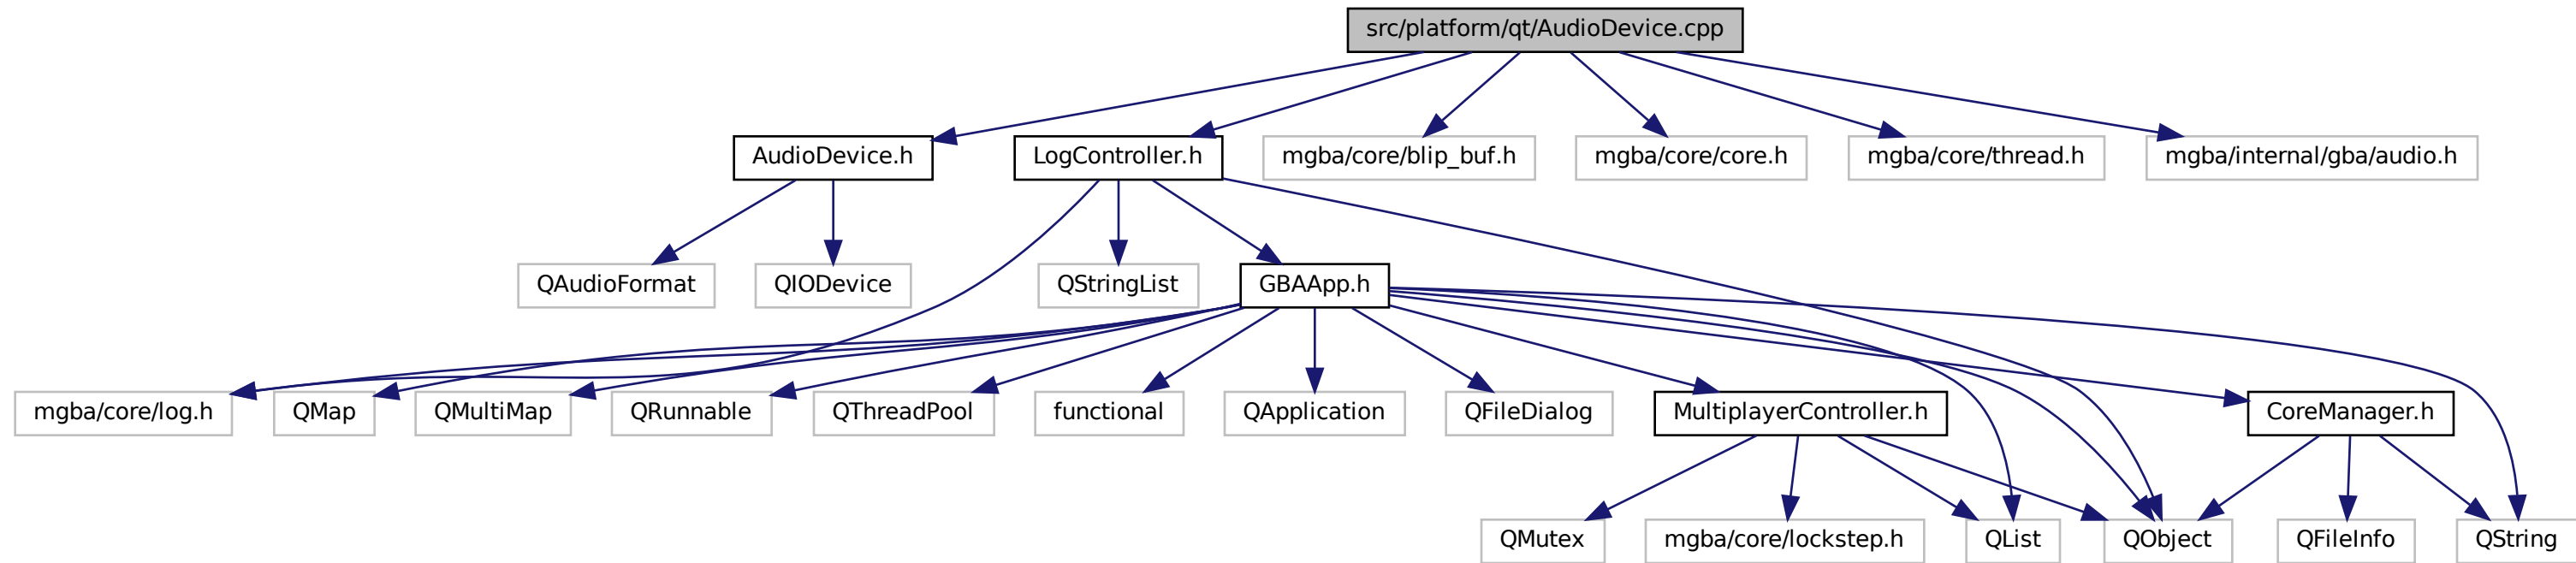 src/platform/qt/AudioDevice.cpp
AudioDevice.h
LogController.h
mgba/core/blip_buf.h
mgba/core/core.h
mgba/core/thread.h
mgba/internal/gba/audio.h
QAudioFormat
QIODevice
QStringList
GBAApp.h
mgba/core/log.h
QMap
QMultiMap
QRunnable
QThreadPool
functional
QApplication
QFileDialog
MultiplayerController.h
CoreManager.h
QMutex
mgba/core/lockstep.h
QList
QObject
QFileInfo
QString